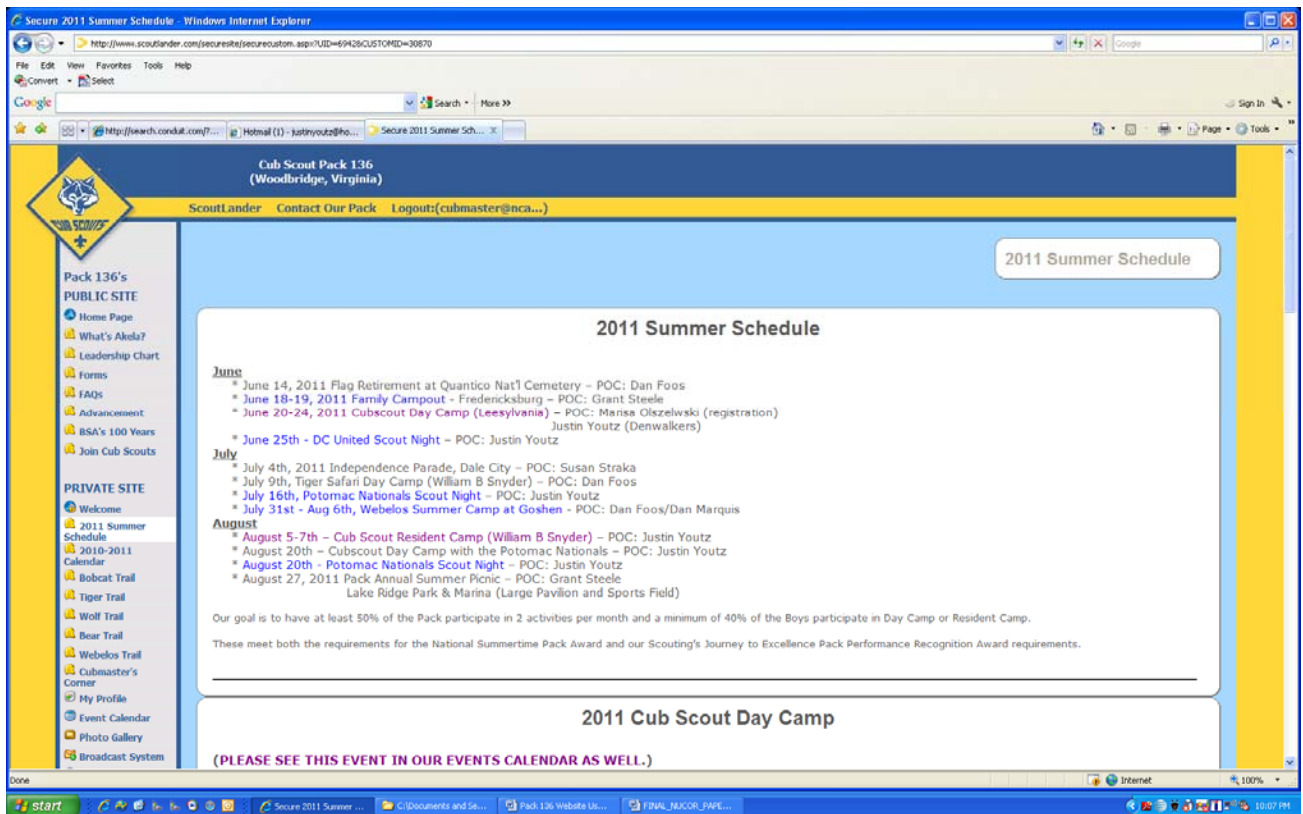 Secure 2011 Summer Schedule - Windows Internet Explorer
http://www.scoutlander.com/securesite/securecustom.aspx?UID=6942&CUSTOMID=30870
Google
File Edit View Favorites Tools Help
Convert Select
Google Search More >> Sign In
http://search.conduit.com/?... Hotmail (1) - justinyoutz@ho... Secure 2011 Summer Sch... X Page Tools
Cub Scout Pack 136
(Woodbridge, Virginia)
ScoutLander Contact Our Pack Logout:(cubmaster@nca...)
CUB SCOUTS
2011 Summer Schedule
Pack 136's
PUBLIC SITE
Home Page
What's Akela?
Leadership Chart
Forms
FAQs
Advancement
BSA's 100 Years
Join Cub Scouts
PRIVATE SITE
Welcome
2011 Summer
Schedule
2010-2011
Calendar
Bobcat Trail
Tiger Trail
Wolf Trail
Bear Trail
Webelos Trail
Cubmaster's
Corner
My Profile
Event Calendar
Photo Gallery
Broadcast System
2011 Summer Schedule
June
* June 14, 2011 Flag Retirement at Quantico Nat'l Cemetery – POC: Dan Foos
* June 18-19, 2011 Family Campout - Fredericksburg – POC: Grant Steele
* June 20-24, 2011 Cubscout Day Camp (Leesylvania) – POC: Marisa Olszelwski (registration)
Justin Youtz (Denwalkers)
* June 25th - DC United Scout Night – POC: Justin Youtz
July
* July 4th, 2011 Independence Parade, Dale City – POC: Susan Straka
* July 9th, Tiger Safari Day Camp (William B Snyder) – POC: Dan Foos
* July 16th, Potomac Nationals Scout Night – POC: Justin Youtz
* July 31st - Aug 6th, Webelos Summer Camp at Goshen - POC: Dan Foos/Dan Marquis
August
* August 5-7th – Cub Scout Resident Camp (William B Snyder) – POC: Justin Youtz
* August 20th – Cubscout Day Camp with the Potomac Nationals – POC: Justin Youtz
* August 20th - Potomac Nationals Scout Night – POC: Justin Youtz
* August 27, 2011 Pack Annual Summer Picnic – POC: Grant Steele
Lake Ridge Park & Marina (Large Pavilion and Sports Field)
Our goal is to have at least 50% of the Pack participate in 2 activities per month and a minimum of 40% of the Boys participate in Day Camp or Resident Camp.
These meet both the requirements for the National Summertime Pack Award and our Scouting's Journey to Excellence Pack Performance Recognition Award requirements.
2011 Cub Scout Day Camp
(PLEASE SEE THIS EVENT IN OUR EVENTS CALENDAR AS WELL.)
Done Internet 100%
start Secure 2011 Summer ... C:\Documents and Se... Pack 136 Website Us... FINAL_NUCOR_PAPE... 10:07 PM